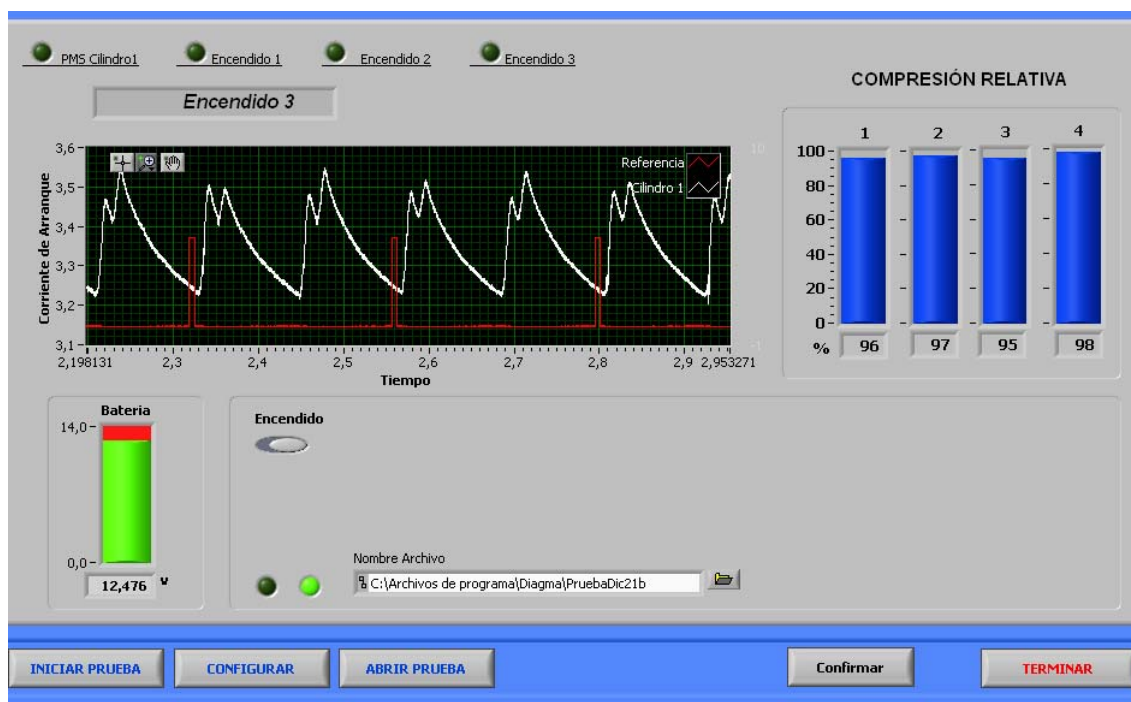 PMS Cilindro1 Encendido 1 Encendido 2 Encendido 3
Encendido 3
COMPRESIÓN RELATIVA
1 2 3 4
100
80
60
40
20
0
% 96 97 95 98
Corriente de Arranque
3,6
3,5
3,4
3,3
3,2
3,1
10
-1
Referencia
Cilindro 1
2,198131 2,3 2,4 2,5 2,6 2,7 2,8 2,9 2,953271
Tiempo
Bateria
14,0
0,0
12,476 V
Encendido
Nombre Archivo
C:\Archivos de programa\Diagma\PruebaDic21b
INICIAR PRUEBA CONFIGURAR ABRIR PRUEBA Confirmar TERMINAR